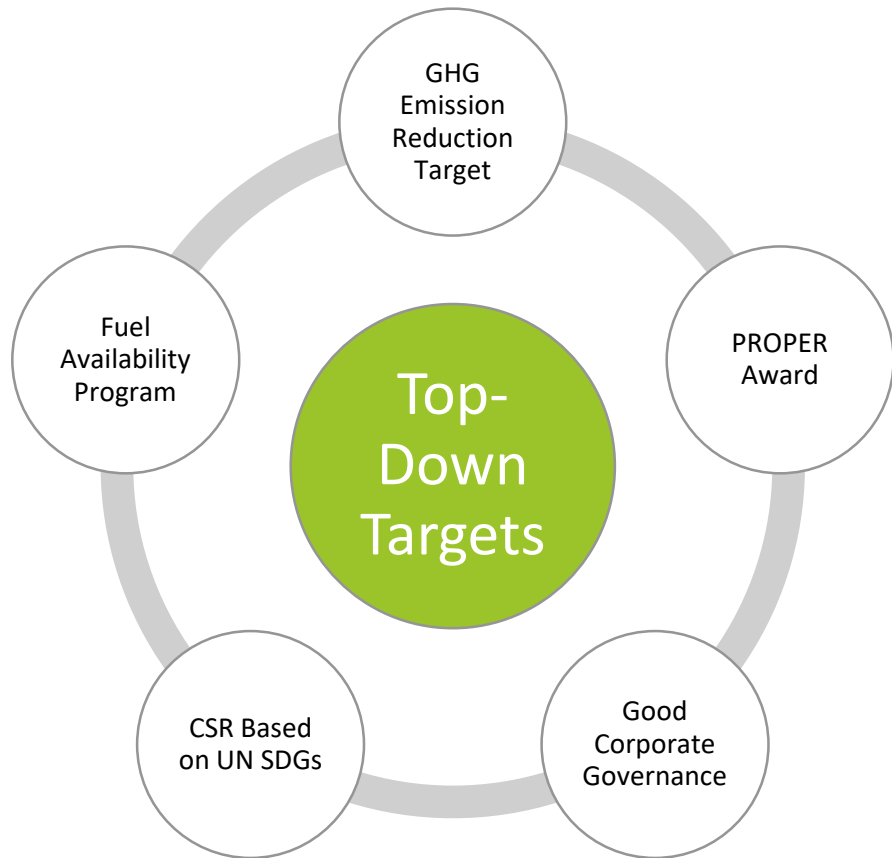 GHG
Emission
Reduction
Target
Fuel
Availability
Program
PROPER
Award
Top-
Down
Targets
CSR Based
on UN SDGs
Good
Corporate
Governance